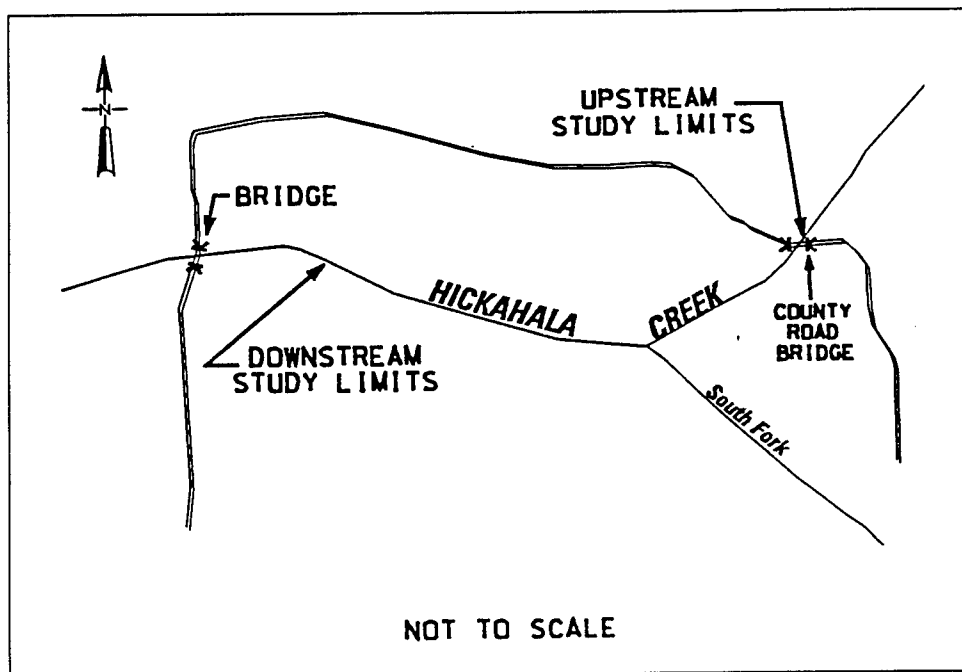 N
UPSTREAM
STUDY LIMITS
BRIDGE
HICKAHALA
CREEK
COUNTY
ROAD
BRIDGE
DOWNSTREAM
STUDY LIMITS
South Fork
NOT TO SCALE